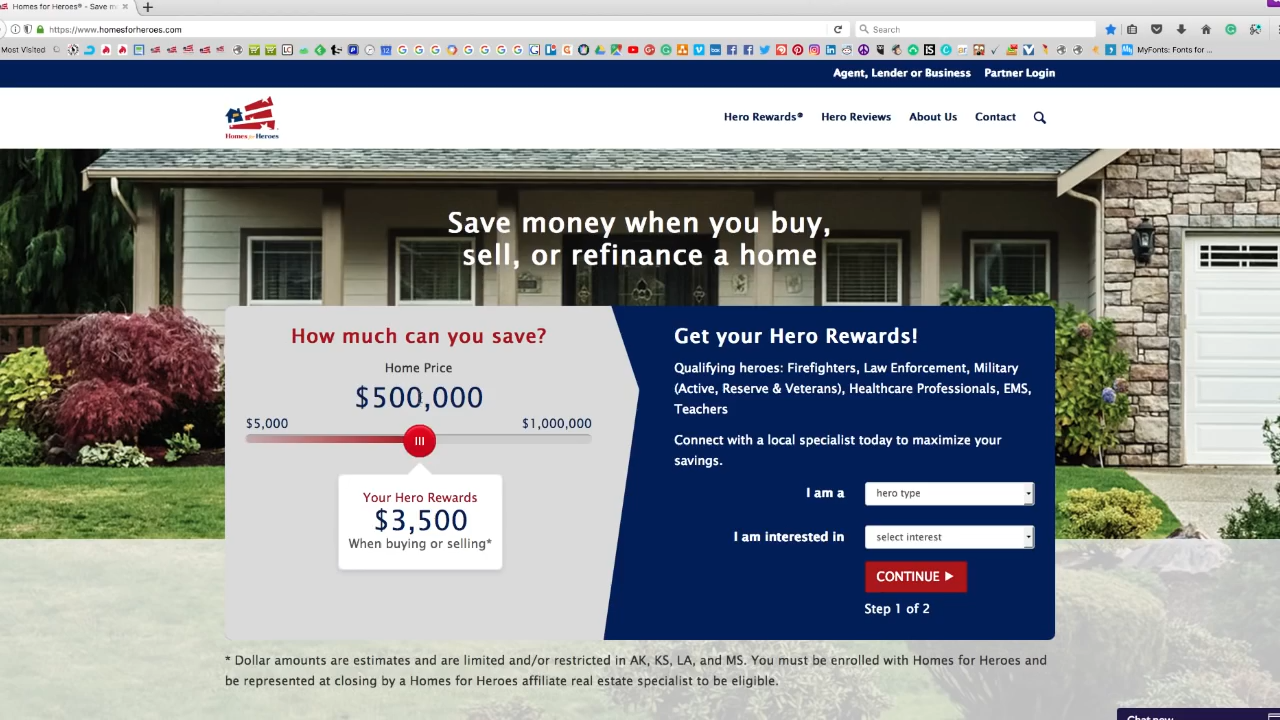 Homes for Heroes® - Save m
https://www.homesforheroes.com
Search
Most Visited
MyFonts: Fonts for ...
Agent, Lender or Business
Partner Login
Homes for Heroes
Hero Rewards®
Hero Reviews
About Us
Contact
Save money when you buy,
sell, or refinance a home
How much can you save?
Home Price
$500,000
$5,000
$1,000,000
Your Hero Rewards
$3,500
When buying or selling*
Get your Hero Rewards!
Qualifying heroes: Firefighters, Law Enforcement, Military
(Active, Reserve & Veterans), Healthcare Professionals, EMS,
Teachers
Connect with a local specialist today to maximize your
savings.
I am a
hero type
I am interested in
select interest
CONTINUE
Step 1 of 2
* Dollar amounts are estimates and are limited and/or restricted in AK, KS, LA, and MS. You must be enrolled with Homes for Heroes and
be represented at closing by a Homes for Heroes affiliate real estate specialist to be eligible.
Chat now